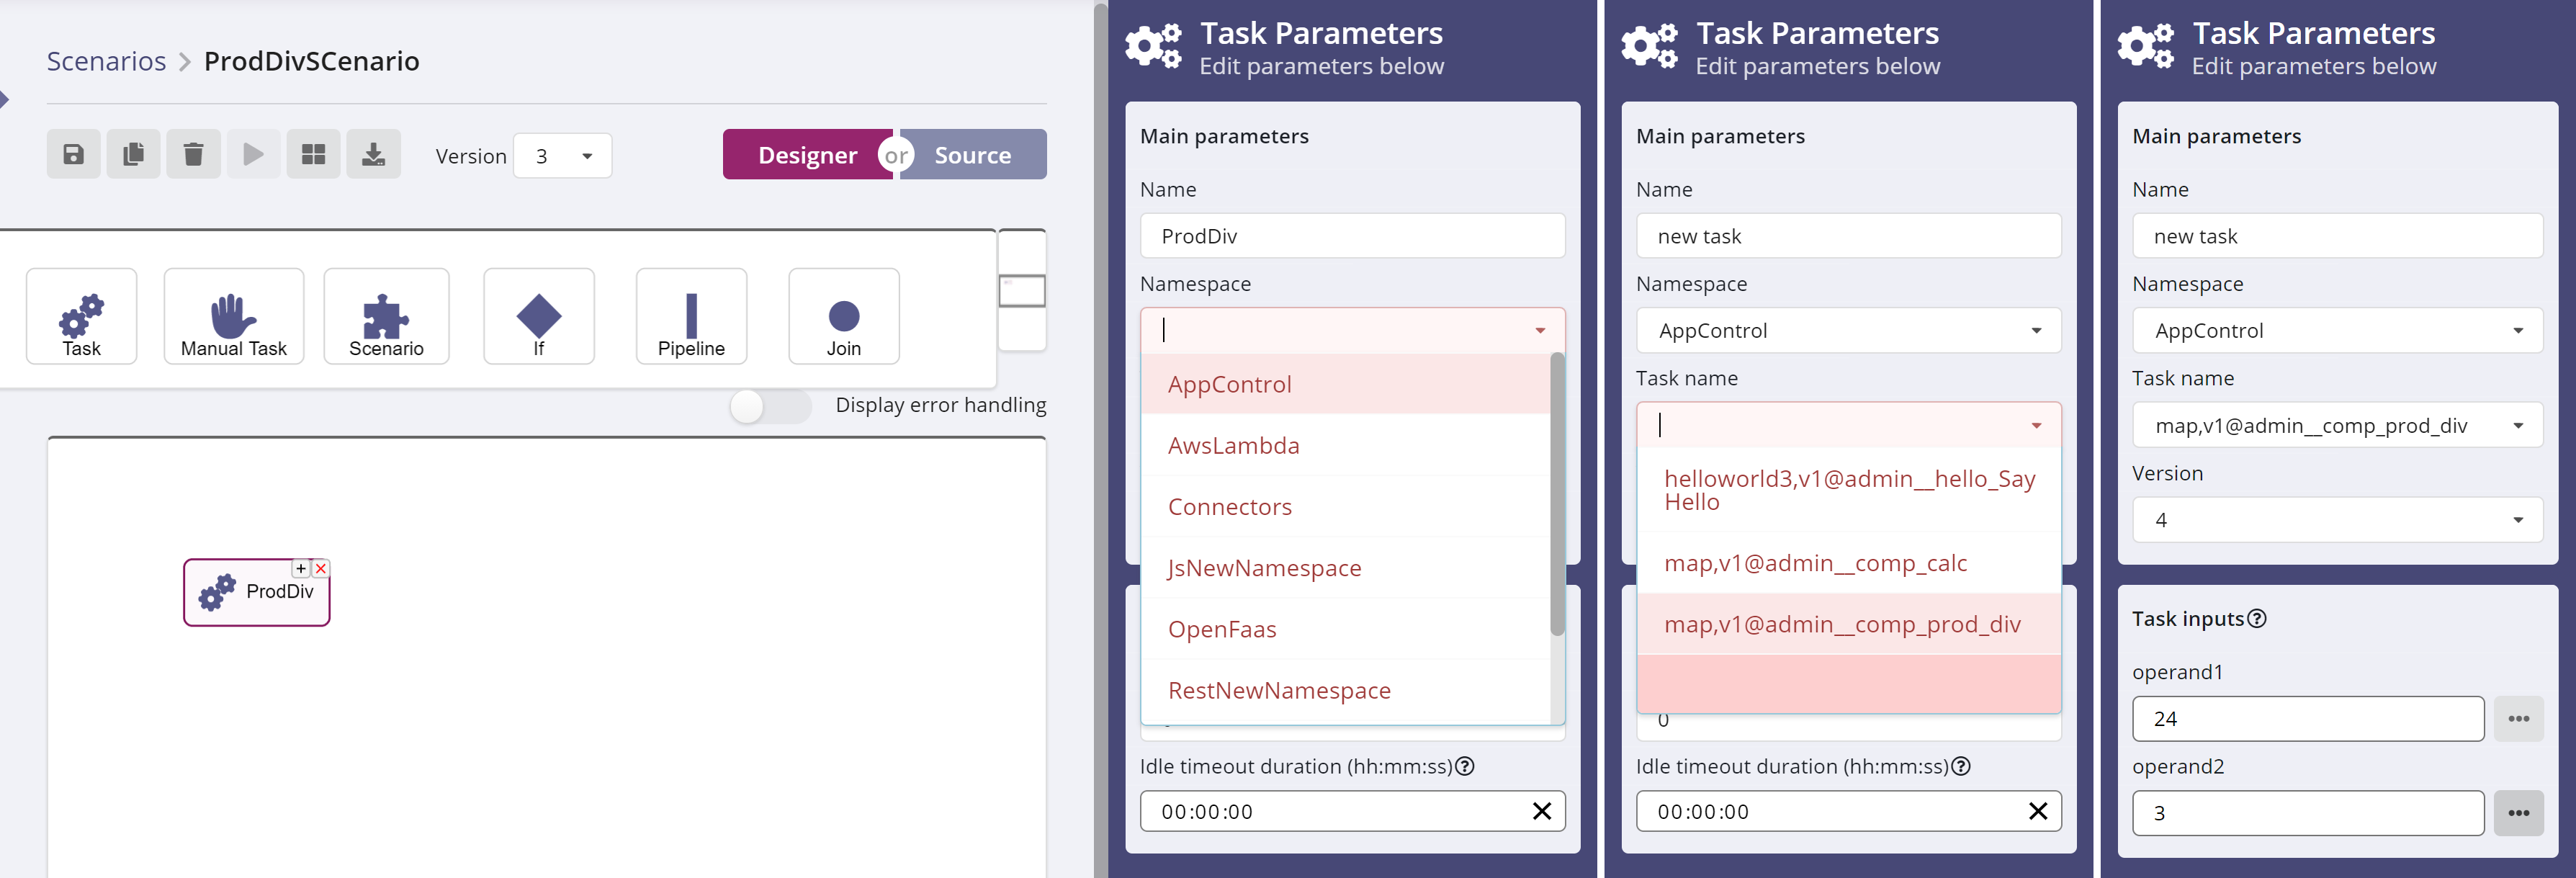 Scenarios > ProdDivSCenario
Version 3
Designer or Source
Task
Manual Task
Scenario
If
Pipeline
Join
Display error handling
ProdDiv
Task Parameters
Edit parameters below
Main parameters
Name
ProdDiv
Namespace
AppControl
AwsLambda
Connectors
JsNewNamespace
OpenFaas
RestNewNamespace
Idle timeout duration (hh:mm:ss)
00:00:00
Task Parameters
Edit parameters below
Main parameters
Name
new task
Namespace
AppControl
Task name
helloworld3,v1@admin__hello_Say
Hello
map,v1@admin__comp_calc
map,v1@admin__comp_prod_div
0
Idle timeout duration (hh:mm:ss)
00:00:00
Task Parameters
Edit parameters below
Main parameters
Name
new task
Namespace
AppControl
Task name
map,v1@admin__comp_prod_div
Version
4
Task inputs
operand1
24
operand2
3